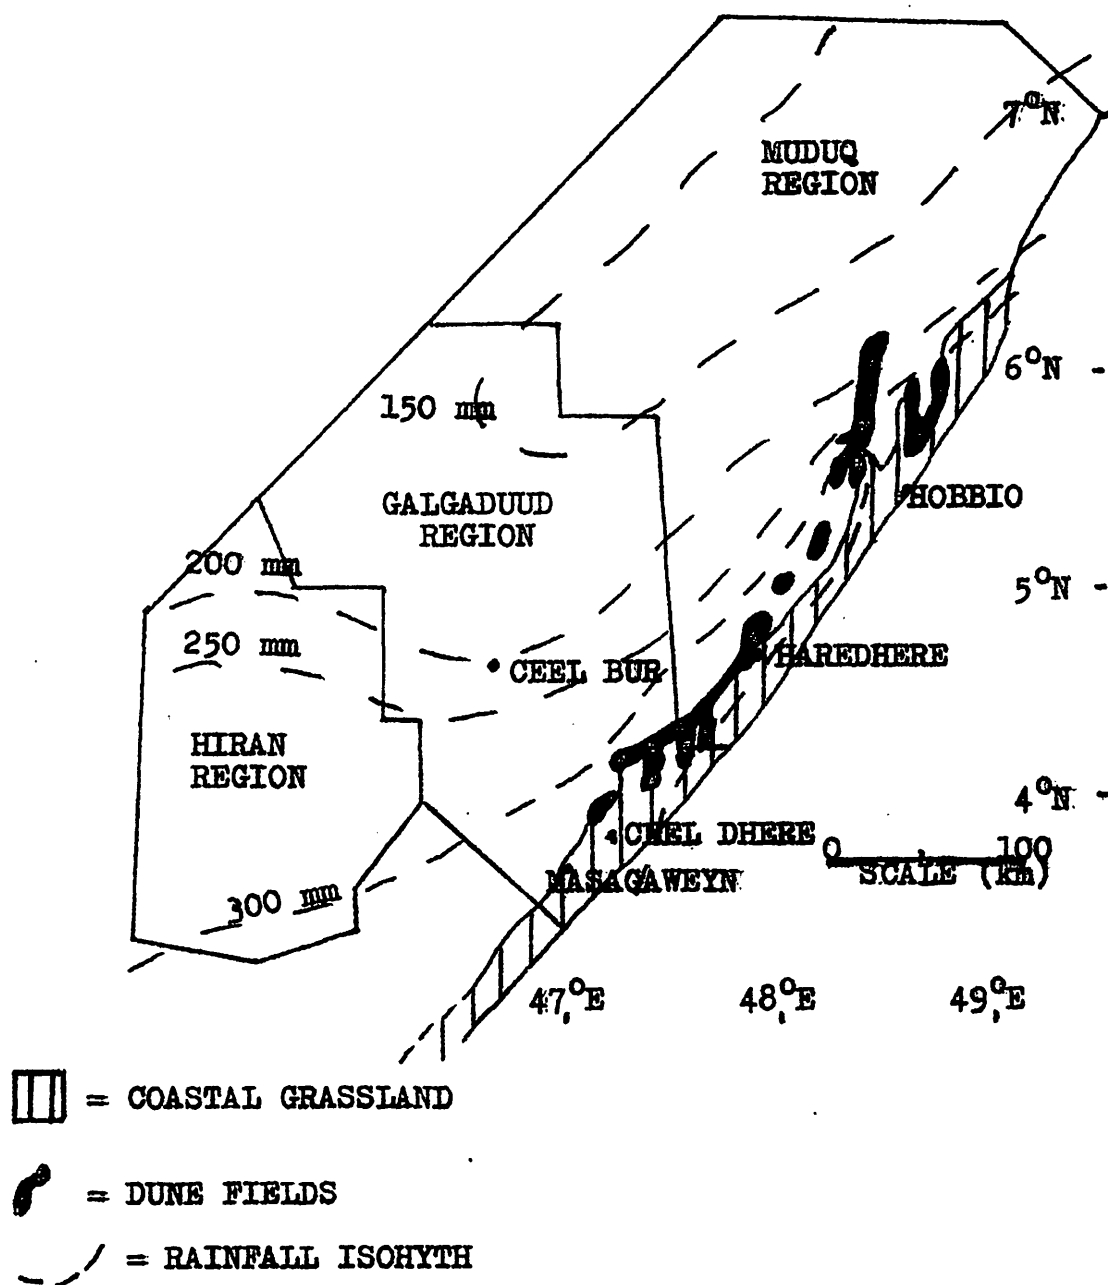 7°N
MUDUQ
REGION
6°N
150 mm
GALGADUUD
REGION
HOBBIO
200 mm
5°N
250 mm
CEEL BUR
HAREDHERE
HIRAN
REGION
4°N
CEEL DHERE
0 100
SCALE (km)
MASAGAWEYN
300 mm
47°E 48°E 49°E
= COASTAL GRASSLAND
= DUNE FIELDS
= RAINFALL ISOHYTH